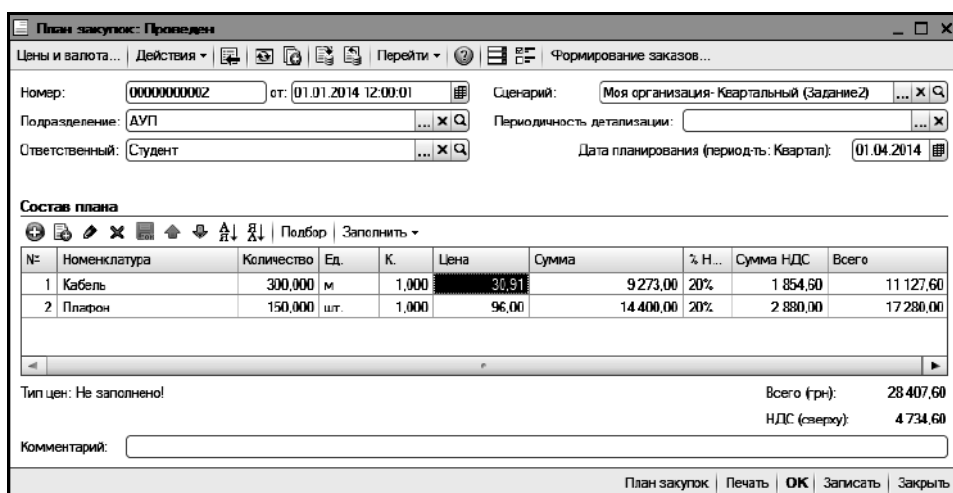 План закупок: Проведен
Цены и валюта... Действия Перейти Формирование заказов...
Номер: 00000000002 от: 01.01.2014 12:00:01 Сценарий: Моя организация- Квартальный (Задание2) ...
Подразделение: АУП ... Периодичность детализации: ...
Ответственный: Студент ... Дата планирования (период-ть: Квартал): 01.04.2014
Состав плана
Подбор Заполнить
№ Номенклатура Количество Ед. К. Цена Сумма % Н... Сумма НДС Всего
1 Кабель 300,000 м 1,000 30,91 9 273,00 20% 1 854,60 11 127,60
2 Плафон 150,000 шт. 1,000 96,00 14 400,00 20% 2 880,00 17 280,00
Тип цен: Не заполнено! Всего (грн): 28 407,60
НДС (сверху): 4 734,60
Комментарий:
План закупок Печать ОК Записать Закрыть